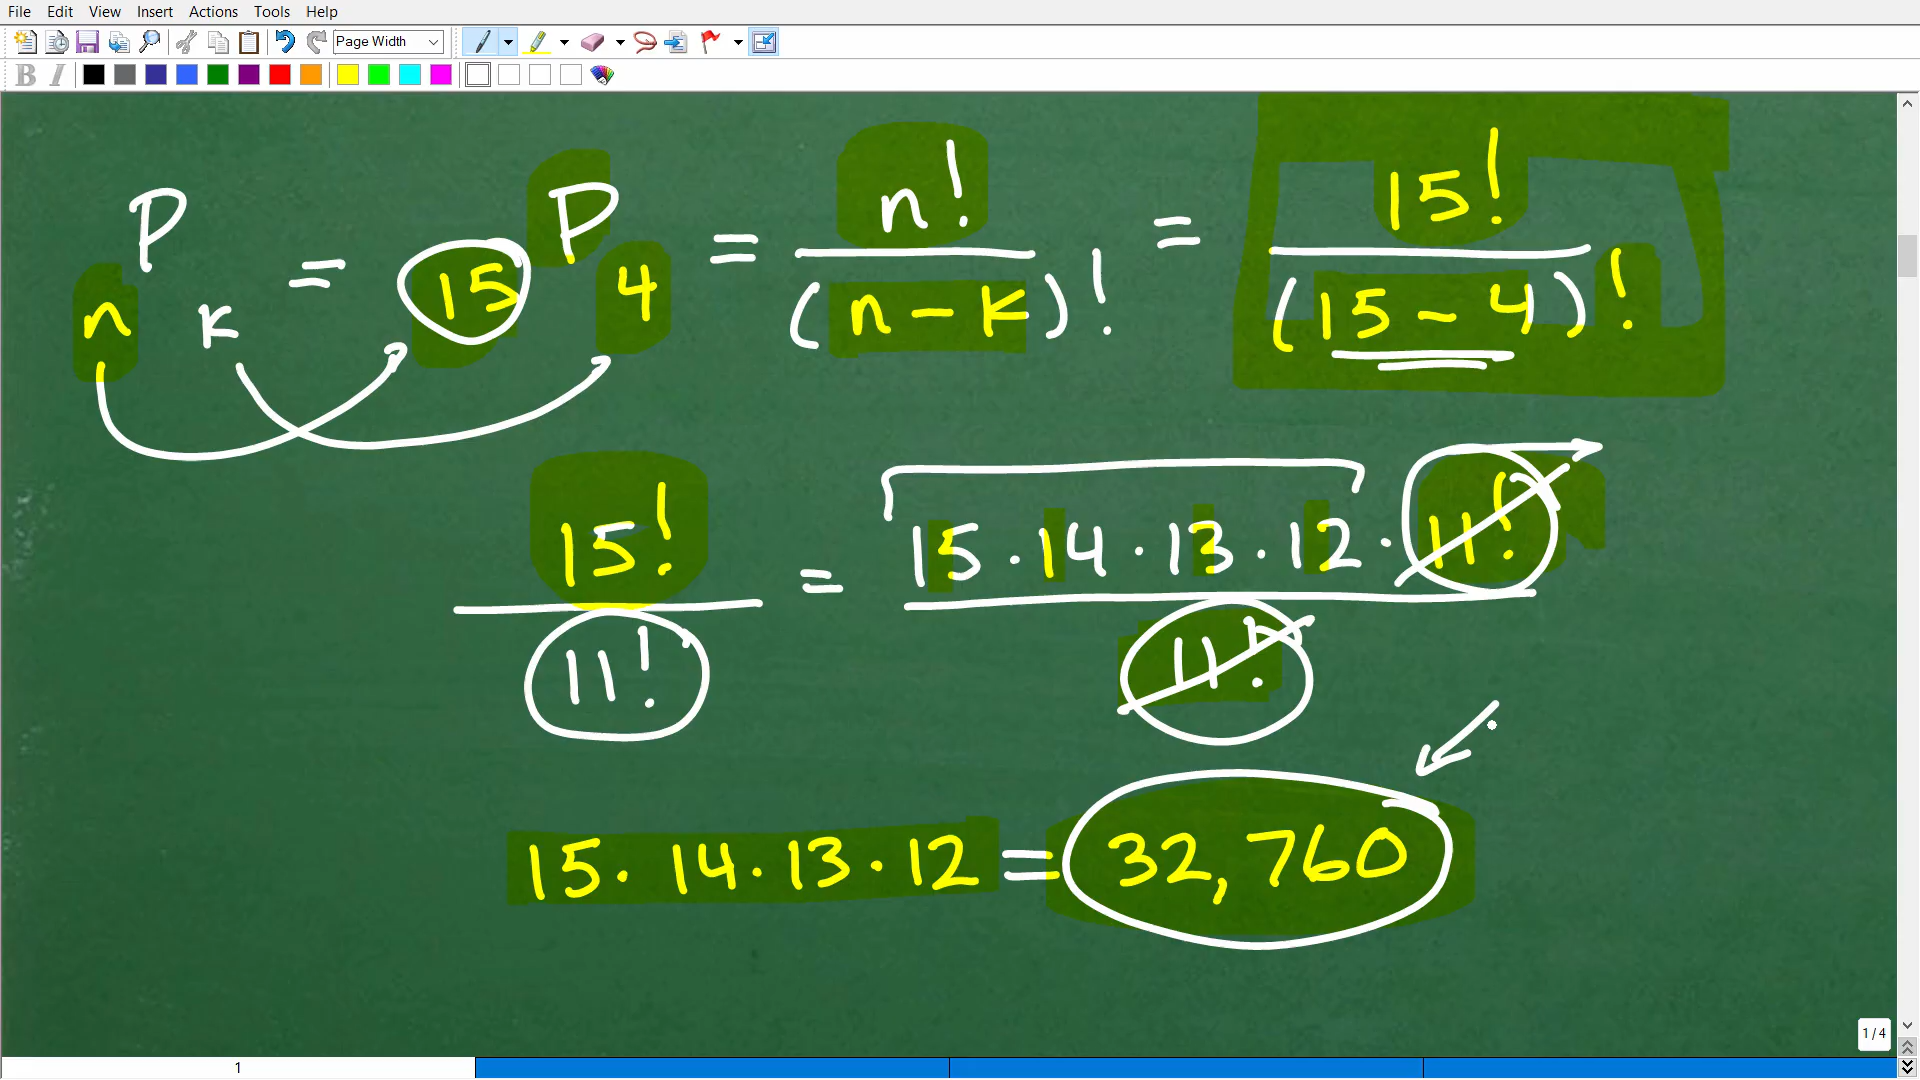 File Edit View Insert Actions Tools Help
Page Width
B I
nPk = 15P4 = n! / (n - k)! = 15! / (15 - 4)!
15! / 11! = 15 · 14 · 13 · 12 · 11! / 11!
15 · 14 · 13 · 12 = 32,760
1 / 4
1